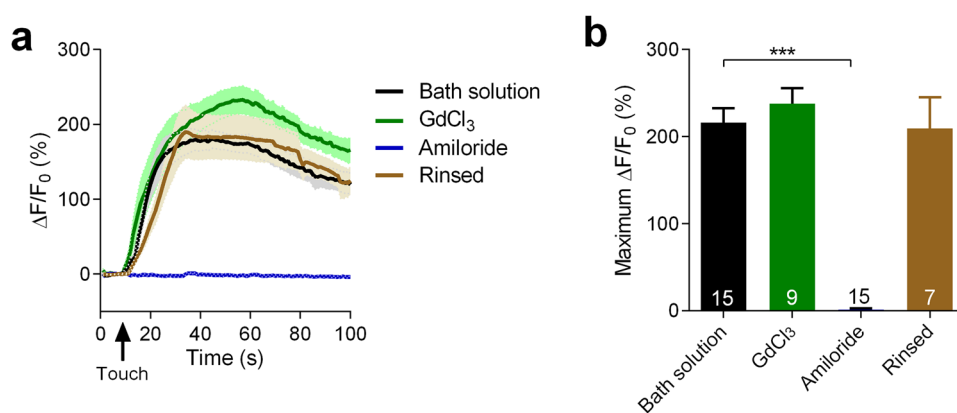 a
300
200
100
0
ΔF/F0 (%)
0 20 40 60 80 100
Time (s)
Touch
Bath solution
GdCl3
Amiloride
Rinsed
b
300
200
100
0
Maximum ΔF/F0 (%)
***
15 9 15 7
Bath solution
GdCl3
Amiloride
Rinsed